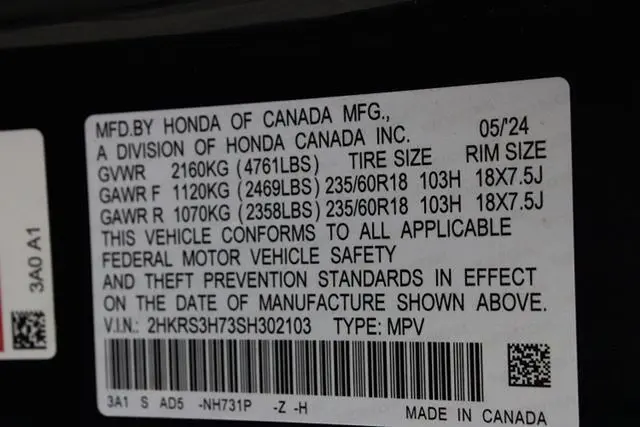 MFD.BY HONDA OF CANADA MFG.,
A DIVISION OF HONDA CANADA INC. 05/'24
GVWR 2160KG (4761LBS) TIRE SIZE RIM SIZE
GAWR F 1120KG (2469LBS) 235/60R18 103H 18X7.5J
GAWR R 1070KG (2358LBS) 235/60R18 103H 18X7.5J
THIS VEHICLE CONFORMS TO ALL APPLICABLE
FEDERAL MOTOR VEHICLE SAFETY
AND THEFT PREVENTION STANDARDS IN EFFECT
ON THE DATE OF MANUFACTURE SHOWN ABOVE.
V.I.N.: 2HKRS3H73SH302103 TYPE: MPV
3A1 S AD5 -NH731P -Z -H
MADE IN CANADA
3A0 A1